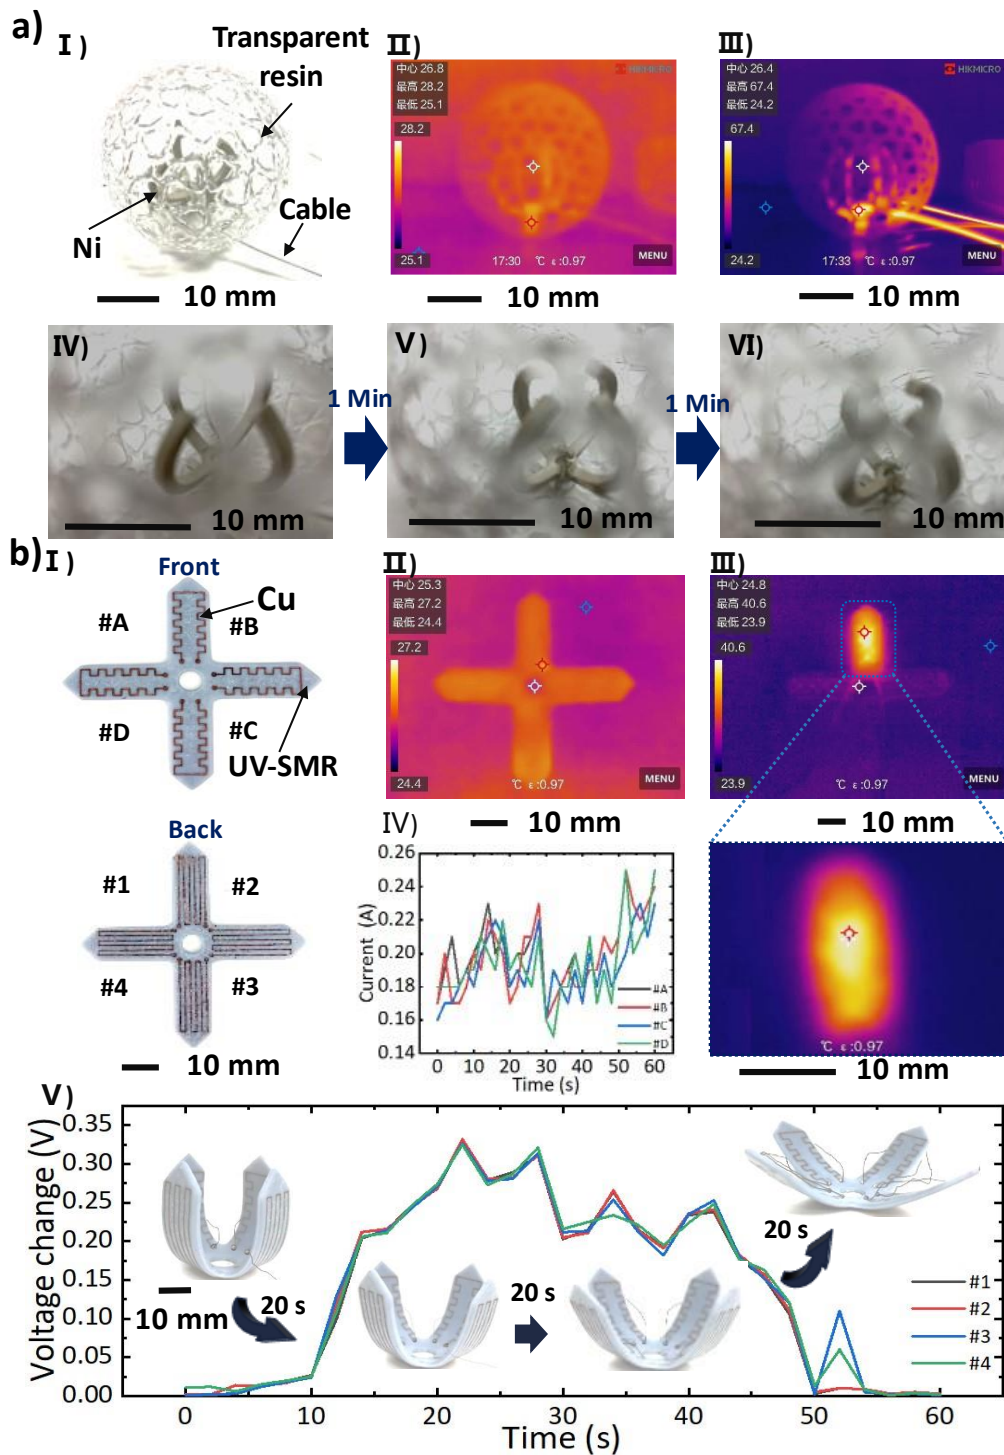 a)
I)
Transparent
resin
Ni
Cable
10 mm
II)
中心 26.8
最高 28.2
最低 25.1
HIKMICRO
28.2
25.1
17:30 ℃ ε :0.97
MENU
10 mm
III)
中心 26.4
最高 67.4
最低 24.2
HIKMICRO
67.4
24.2
17:33 ℃ ε :0.97
MENU
10 mm
IV)
10 mm
1 Min
V)
10 mm
1 Min
VI)
10 mm
b)
I)
Front
#A
Cu
#B
#D
#C
UV-SMR
Back
#1
#2
#4
#3
10 mm
II)
中心 25.3
最高 27.2
最低 24.4
27.2
24.4
℃ ε :0.97
MENU
10 mm
III)
中心 24.8
最高 40.6
最低 23.9
40.6
23.9
℃ ε :0.97
MENU
10 mm
℃ ε :0.97
10 mm
IV)
Current (A)
0.26
0.24
0.22
0.20
0.18
0.16
0.14
#A
#B
#C
#D
0 10 20 30 40 50 60
Time (s)
V)
Voltage change (V)
0.35
0.30
0.25
0.20
0.15
0.10
0.05
0.00
10 mm
20 s
20 s
20 s
#1
#2
#3
#4
0 10 20 30 40 50 60
Time (s)